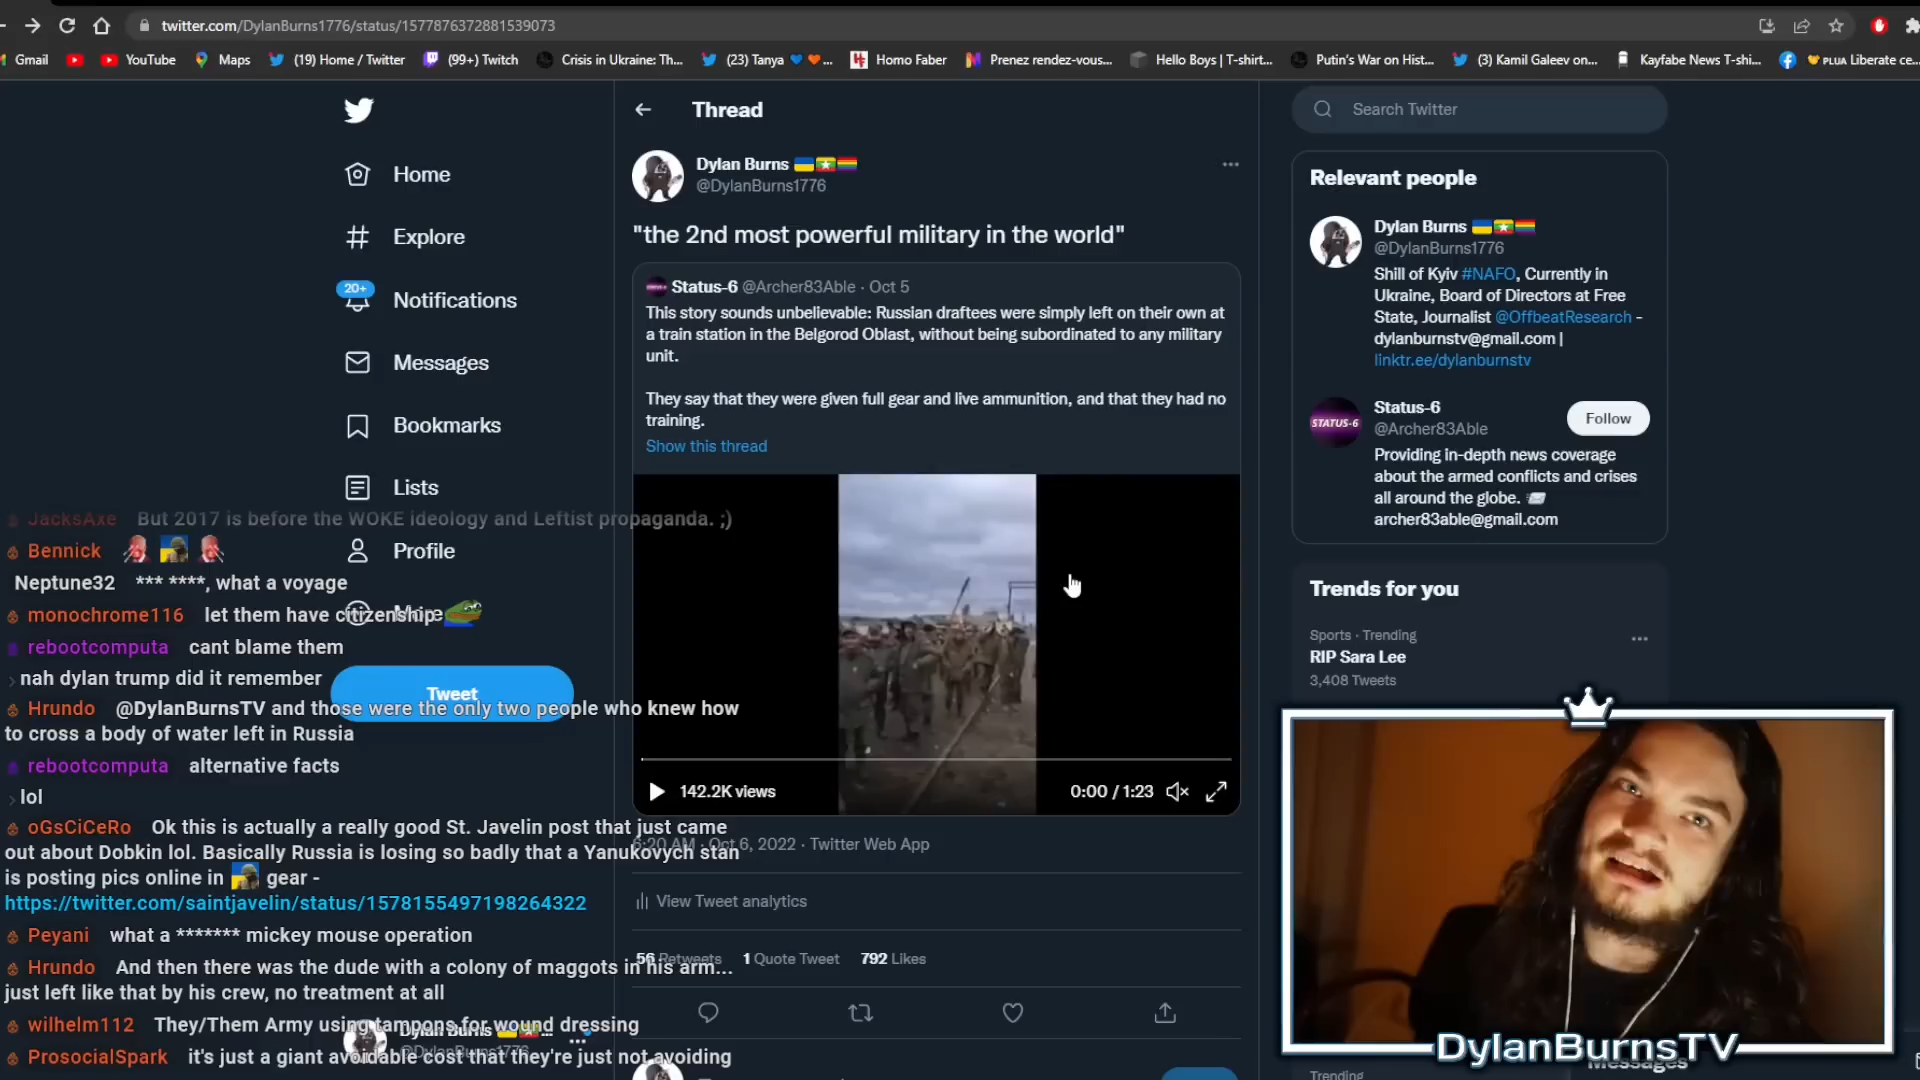 twitter.com/DylanBurns1776/status/1577876372881539073
Gmail
YouTube
Maps
(19) Home / Twitter
(99+) Twitch
Crisis in Ukraine: Th...
(23) Tanya 💙🧡...
Homo Faber
Prenez rendez-vous...
Hello Boys | T-shirt...
Putin's War on Hist...
(3) Kamil Galeev on...
Kayfabe News T-shi...
PLUA Liberate ce...
Home
Explore
20+
Notifications
Messages
Bookmarks
Lists
Profile
More
Tweet
Thread
Dylan Burns
@DylanBurns1776
"the 2nd most powerful military in the world"
Status-6 @Archer83Able · Oct 5
This story sounds unbelievable: Russian draftees were simply left on their own at
a train station in the Belgorod Oblast, without being subordinated to any military
unit.
They say that they were given full gear and live ammunition, and that they had no
training.
Show this thread
142.2K views
0:00 / 1:23
6:20 AM · Oct 6, 2022 · Twitter Web App
View Tweet analytics
56 Retweets 1 Quote Tweet 792 Likes
Search Twitter
Relevant people
Dylan Burns
@DylanBurns1776
Shill of Kyiv #NAFO, Currently in
Ukraine, Board of Directors at Free
State, Journalist @OffbeatResearch -
dylanburnstv@gmail.com |
linktr.ee/dylanburnstv
STATUS-6
Status-6
@Archer83Able
Follow
Providing in-depth news coverage
about the armed conflicts and crises
all around the globe.
archer83able@gmail.com
Trends for you
Sports · Trending
RIP Sara Lee
3,408 Tweets
JacksAxe But 2017 is before the WOKE ideology and Leftist propaganda. ;)
Bennick
Neptune32 *** ****, what a voyage
monochrome116 let them have citizenship
rebootcomputa cant blame them
nah dylan trump did it remember
Hrundo @DylanBurnsTV and those were the only two people who knew how
to cross a body of water left in Russia
rebootcomputa alternative facts
lol
oGsCiCeRo Ok this is actually a really good St. Javelin post that just came
out about Dobkin lol. Basically Russia is losing so badly that a Yanukovych stan
is posting pics online in gear -
https://twitter.com/saintjavelin/status/1578155497198264322
Peyani what a ******* mickey mouse operation
Hrundo And then there was the dude with a colony of maggots in his arm...
just left like that by his crew, no treatment at all
wilhelm112 They/Them Army using tampons for wound dressing
ProsocialSpark it's just a giant avoidable cost that they're just not avoiding
Dylan Burns
@DylanBurns1776
DylanBurnsTV
Messages
Trending